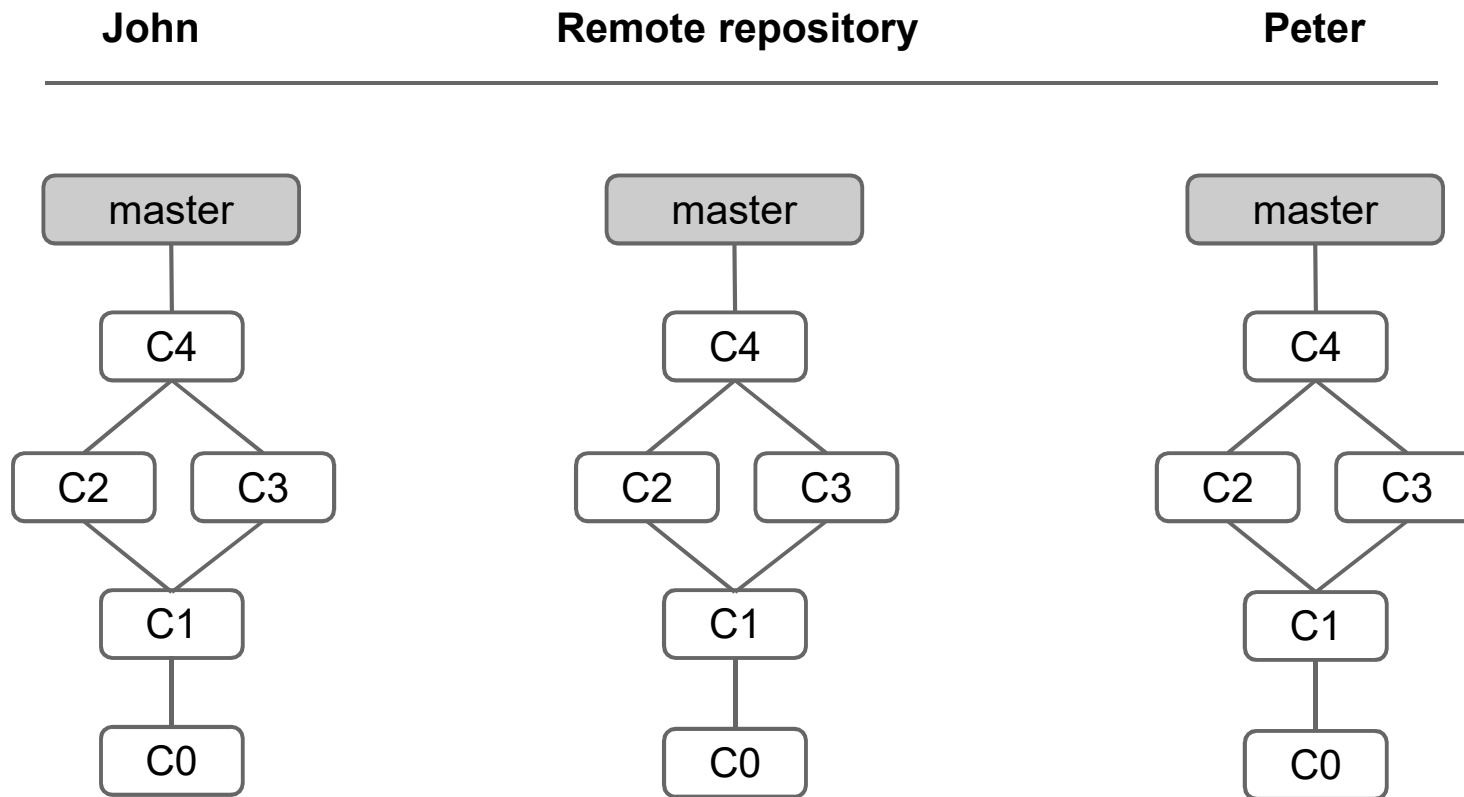 John Remote repository Peter
master master master
C4 C4 C4
C2 C3 C2 C3 C2 C3
C1 C1 C1
C0 C0 C0